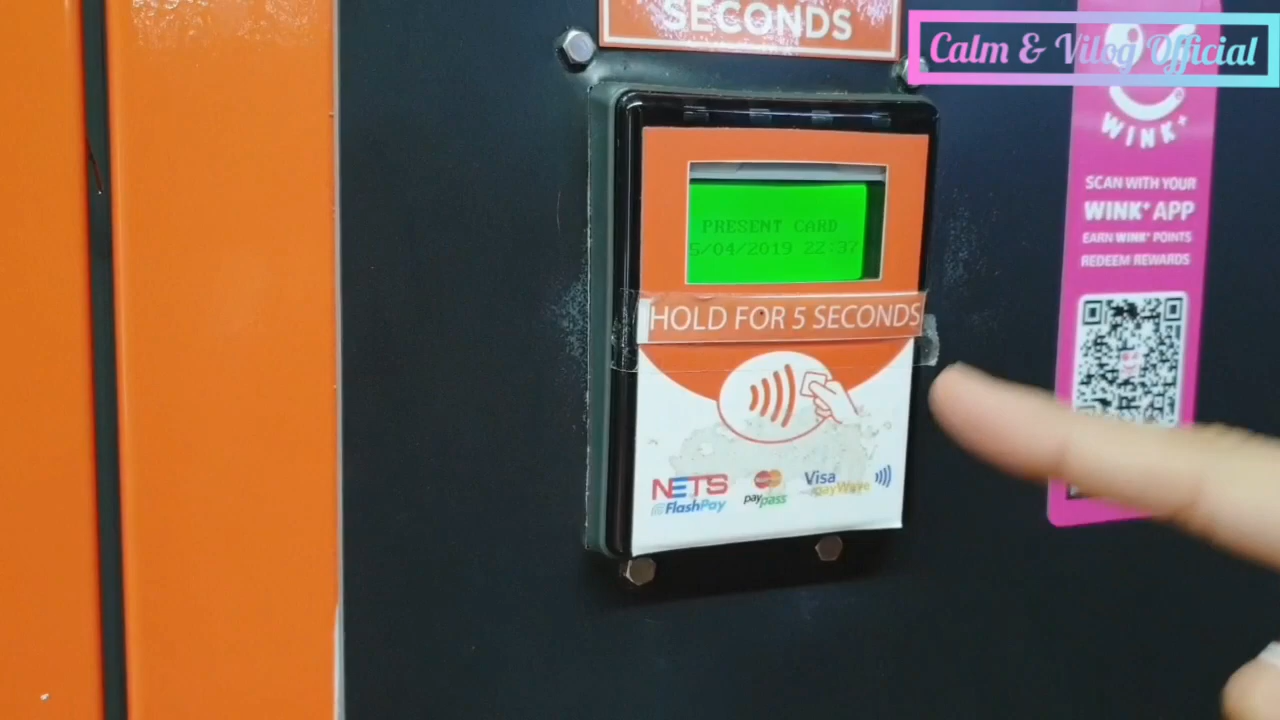 SECONDS
Calm & Vilog Official
WINK+
SCAN WITH YOUR
WINK+ APP
EARN WINK+ POINTS
REDEEM REWARDS
PRESENT CARD
5/04/2019 22:37
HOLD FOR 5 SECONDS
NETS
FlashPay
MasterCard
paypass
Visa
payWave